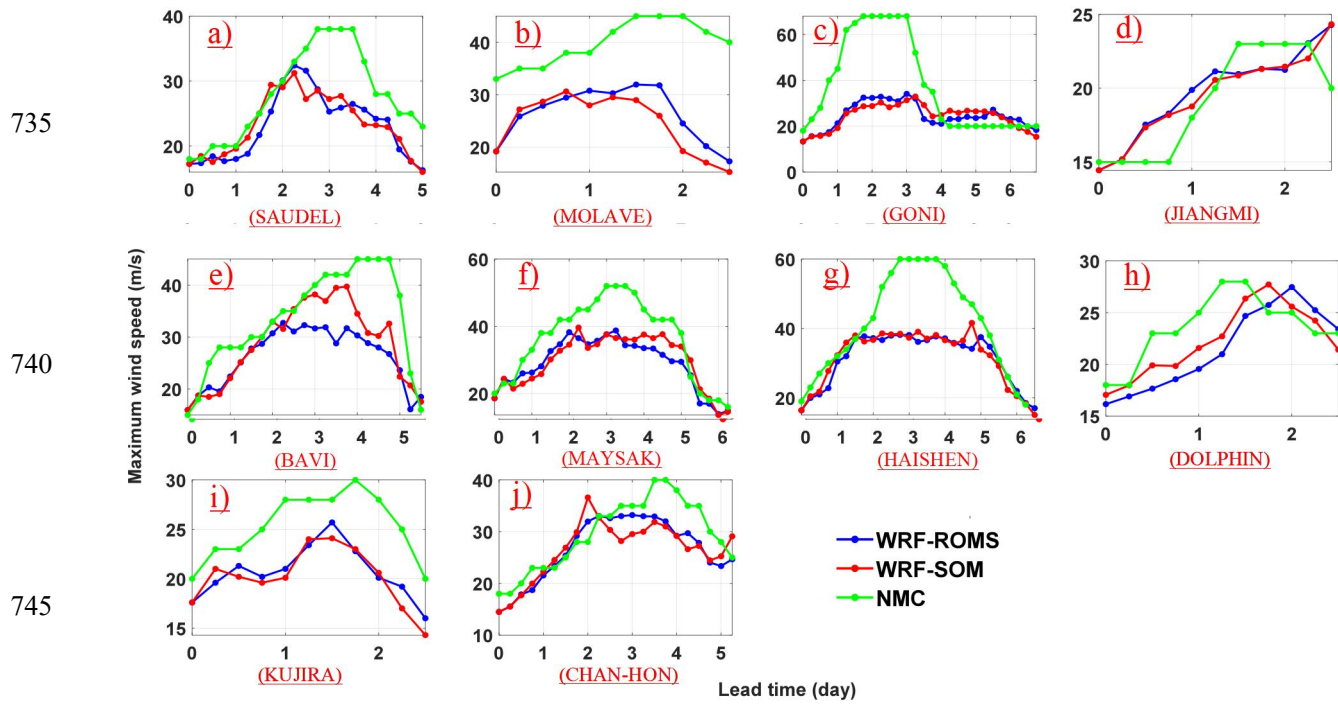 735
740
745
Maximum wind speed (m/s)
a)
40
30
20
0 1 2 3 4 5
(SAUDEL)
b)
40
30
20
0 1 2
(MOLAVE)
c)
60
40
20
0
0 1 2 3 4 5 6
(GONI)
d)
25
20
15
0 1 2
(JIANGMI)
e)
40
30
20
0 1 2 3 4 5
(BAVI)
f)
60
40
20
0 1 2 3 4 5 6
(MAYSAK)
g)
60
40
20
0 1 2 3 4 5 6
(HAISHEN)
h)
30
25
20
15
0 1 2
(DOLPHIN)
i)
30
25
20
15
0 1 2
(KUJIRA)
j)
40
30
20
10
0 1 2 3 4 5
(CHAN-HON)
WRF-ROMS
WRF-SOM
NMC
Lead time (day)